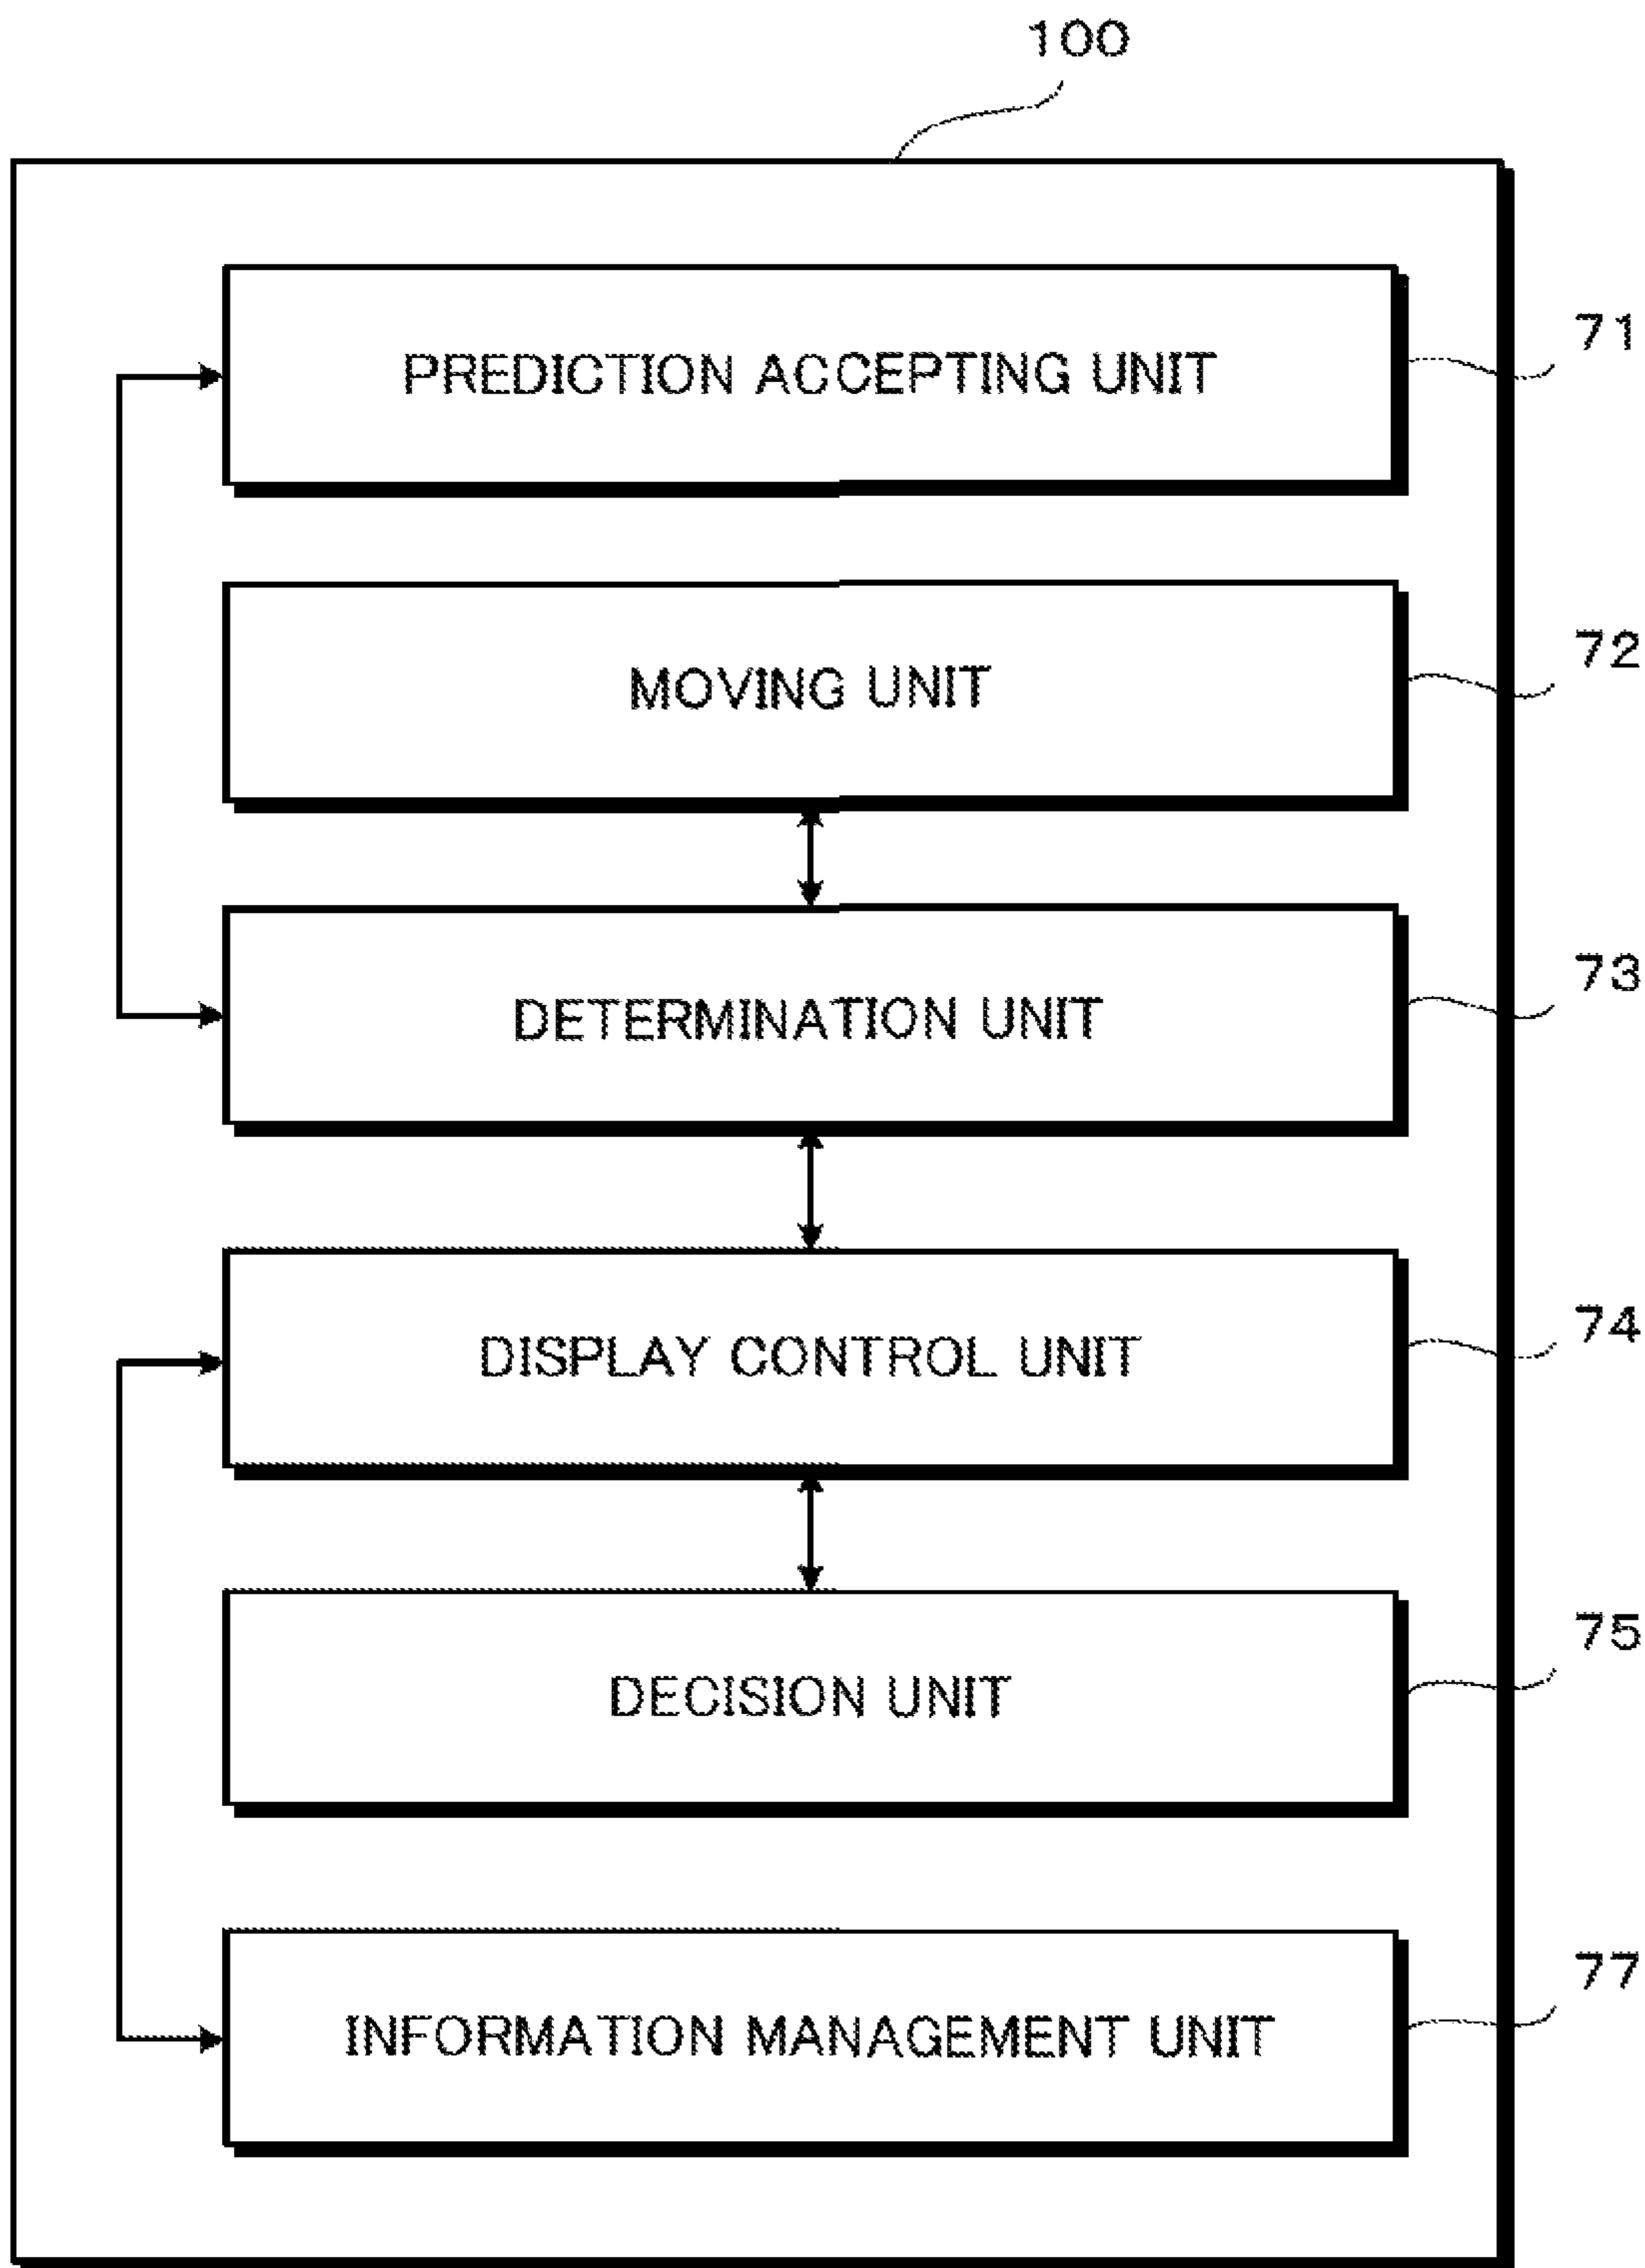 100
PREDICTION ACCEPTING UNIT
71
MOVING UNIT
72
DETERMINATION UNIT
73
DISPLAY CONTROL UNIT
74
DECISION UNIT
75
INFORMATION MANAGEMENT UNIT
77